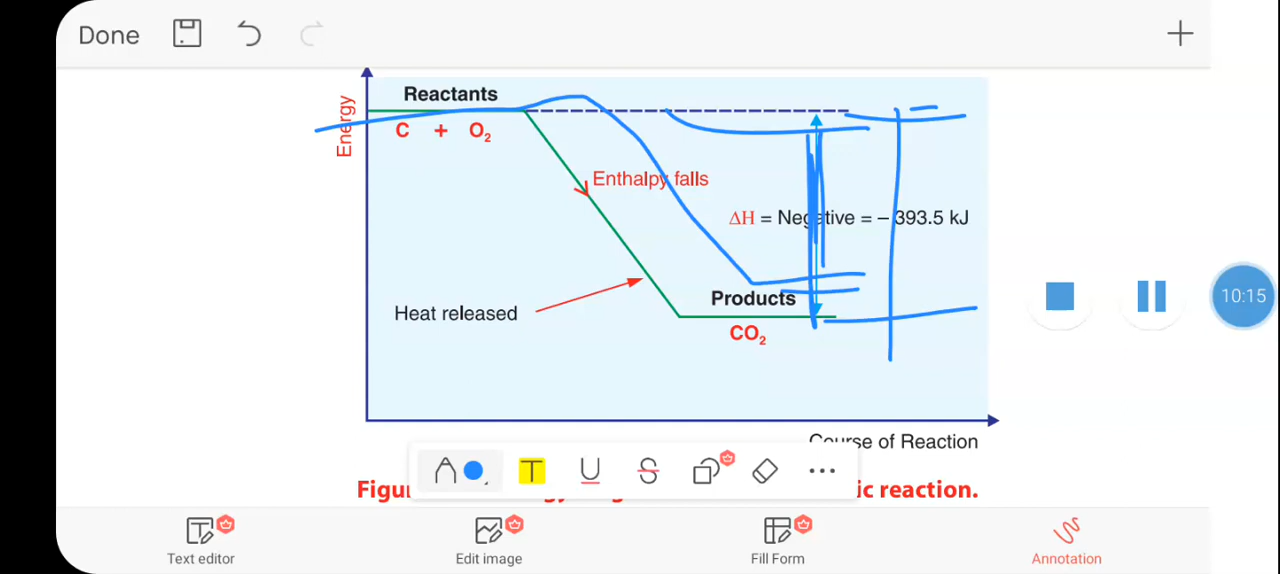 Done
Energy
Reactants
C + O₂
Enthalpy falls
ΔH = Negative = – 393.5 kJ
Heat released
Products
CO₂
10:15
Course of Reaction
T U S
ic reaction.
Text editor
Edit image
Fill Form
Annotation